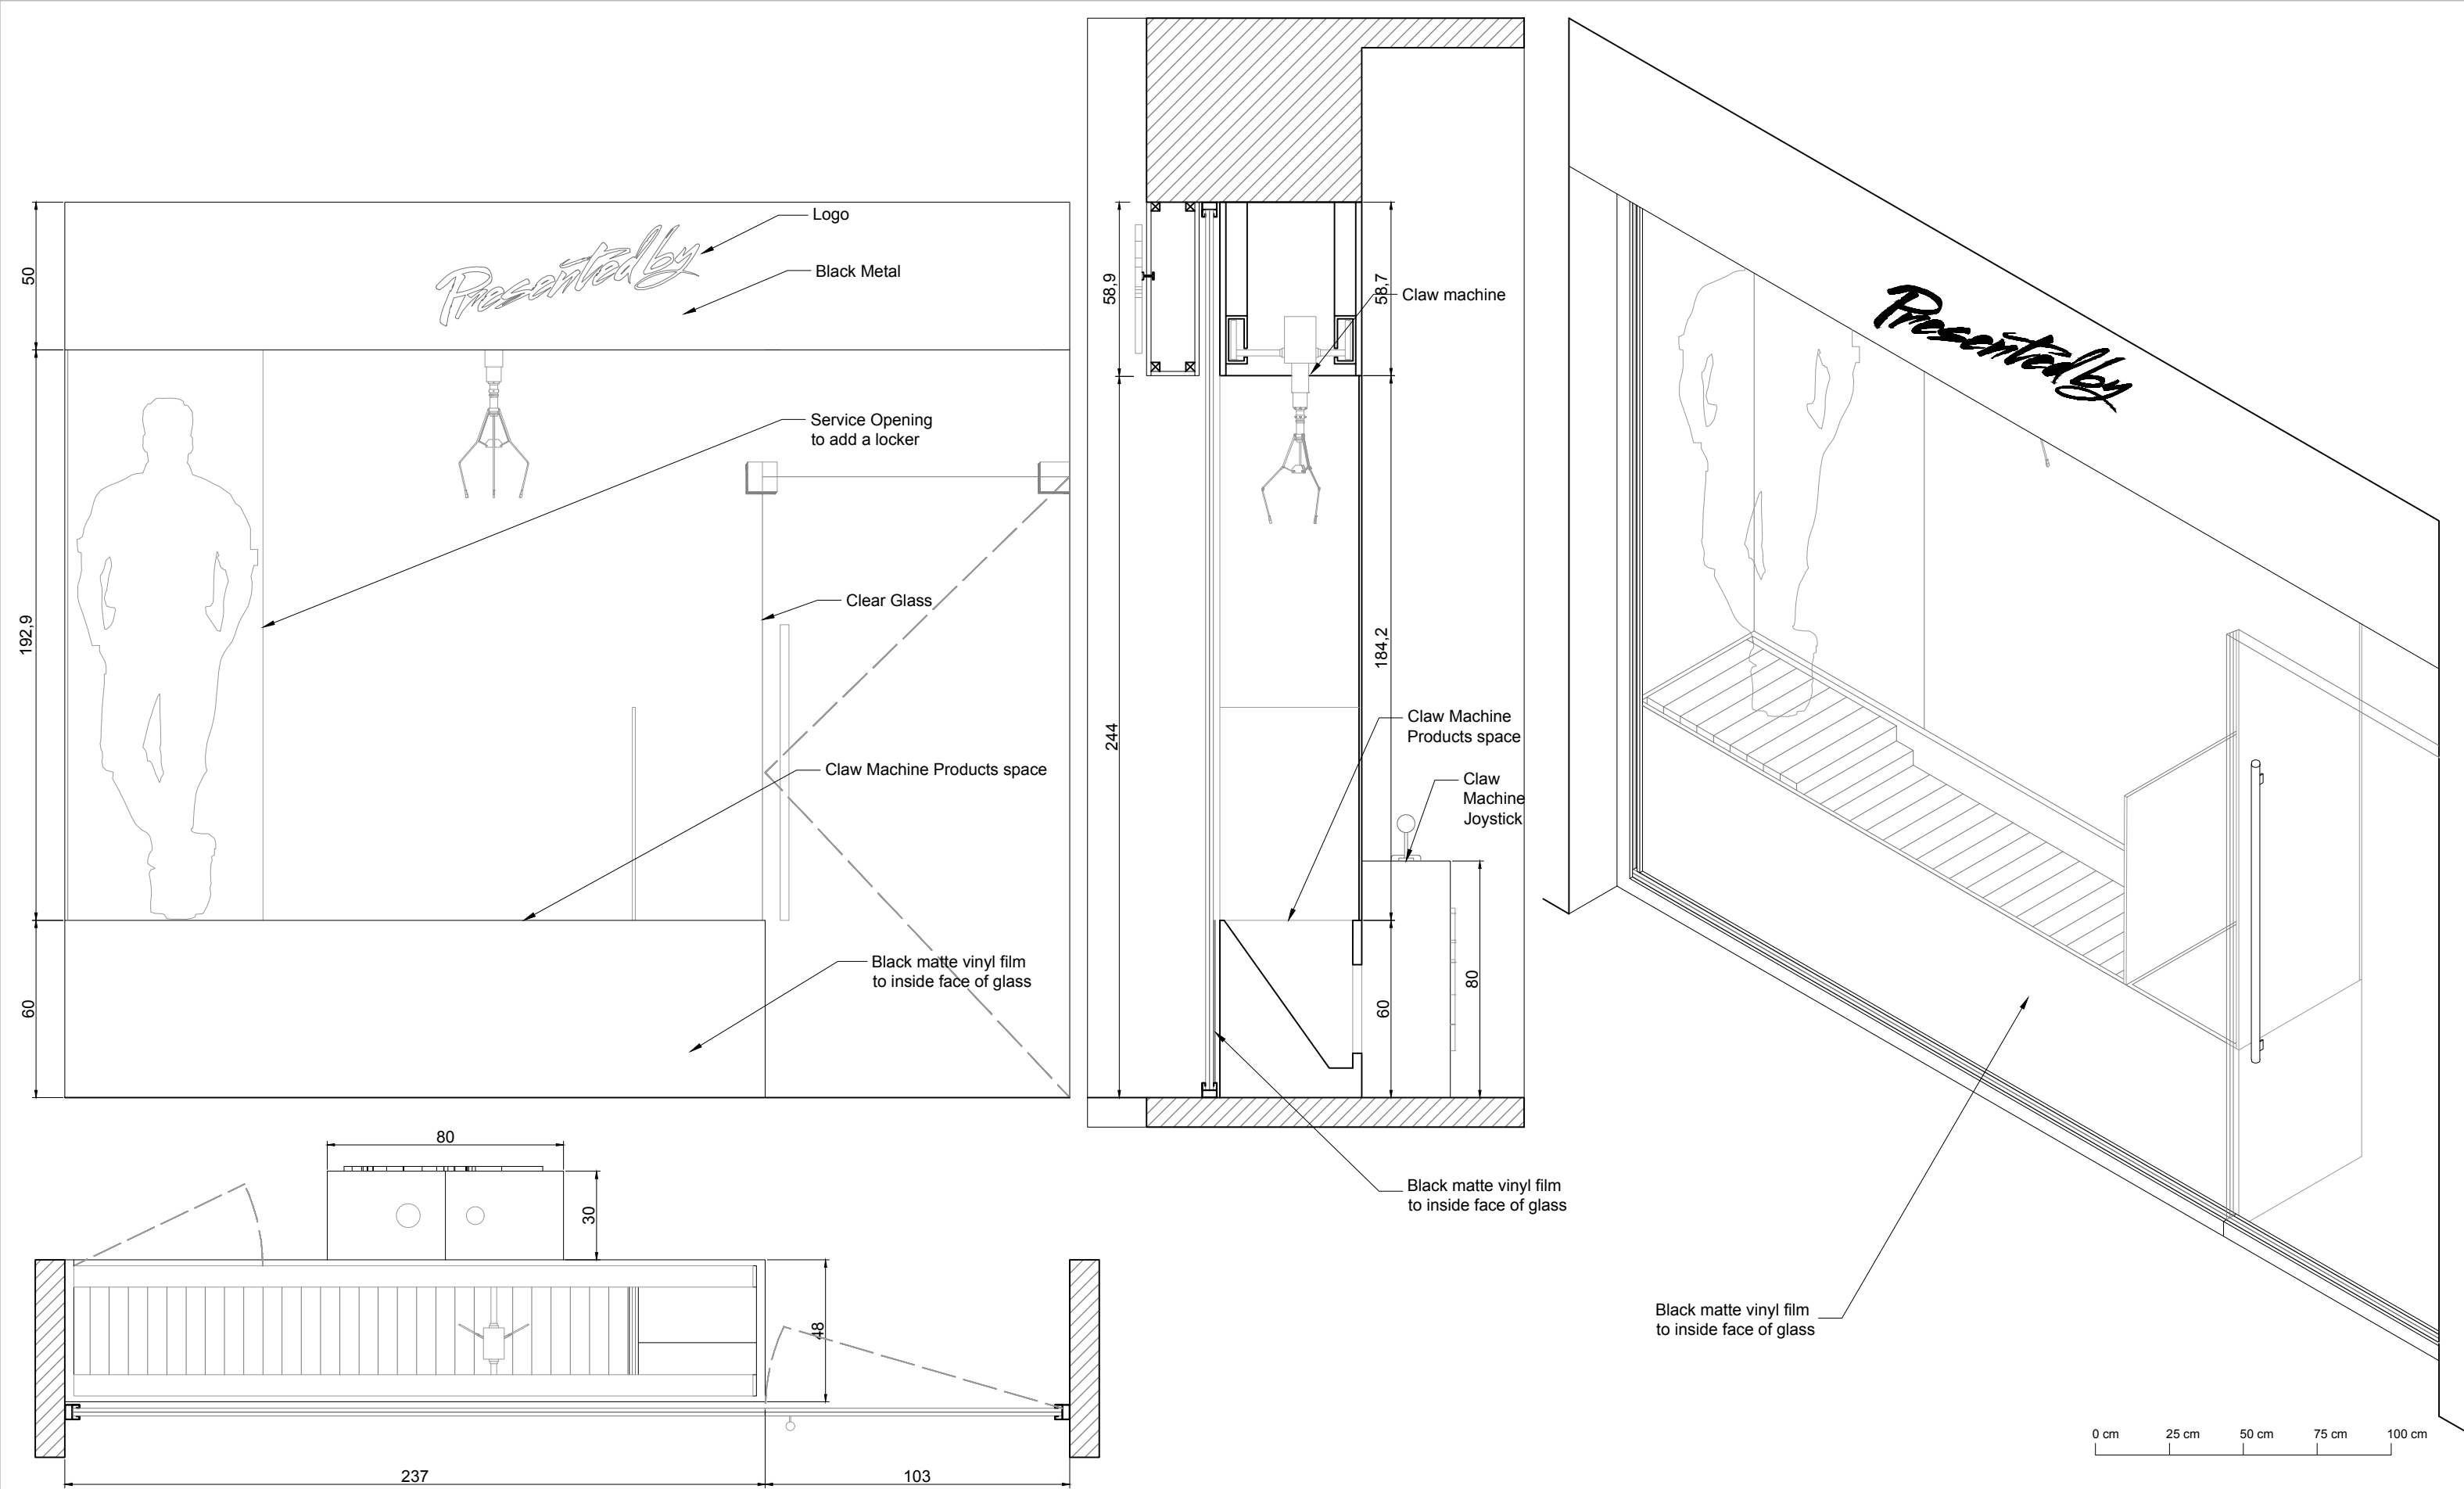 Logo
Presentedby
Black Metal
50
Service Opening
to add a locker
192,9
Clear Glass
Claw Machine Products space
Black matte vinyl film
to inside face of glass
60
58,9
58,7
Claw machine
184,2
244
Claw Machine
Products space
Claw
Machine
Joystick
80
60
Black matte vinyl film
to inside face of glass
Presentedby
Black matte vinyl film
to inside face of glass
80
30
48
237
103
0 cm 25 cm 50 cm 75 cm 100 cm